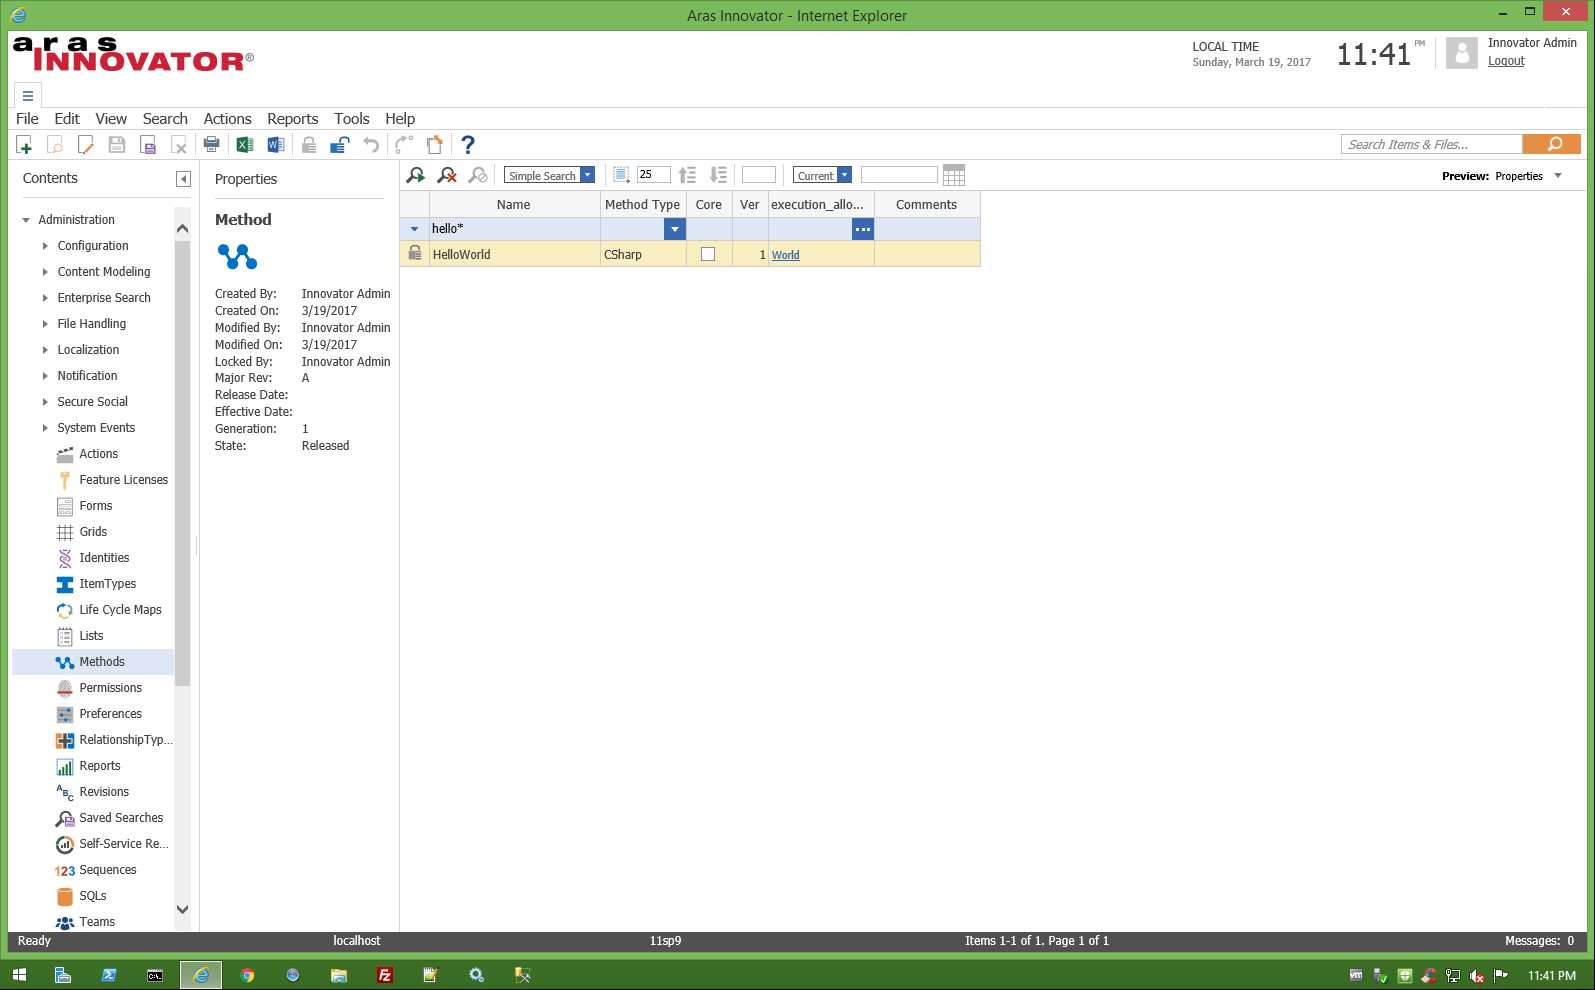 Aras Innovator - Internet Explorer
aras
INNOVATOR®
LOCAL TIME
Sunday, March 19, 2017
11:41 PM
Innovator Admin
Logout
File Edit View Search Actions Reports Tools Help
Search Items & Files...
Contents
Administration
Configuration
Content Modeling
Enterprise Search
File Handling
Localization
Notification
Secure Social
System Events
Actions
Feature Licenses
Forms
Grids
Identities
ItemTypes
Life Cycle Maps
Lists
Methods
Permissions
Preferences
RelationshipTyp...
Reports
Revisions
Saved Searches
Self-Service Re...
Sequences
SQLs
Teams
Properties
Method
Created By: Innovator Admin
Created On: 3/19/2017
Modified By: Innovator Admin
Modified On: 3/19/2017
Locked By: Innovator Admin
Major Rev: A
Release Date:
Effective Date:
Generation: 1
State: Released
Simple Search 25 Current
Preview: Properties
Name Method Type Core Ver execution_allo... Comments
hello*
HelloWorld CSharp 1 World
Ready localhost 11sp9 Items 1-1 of 1. Page 1 of 1 Messages: 0
11:41 PM